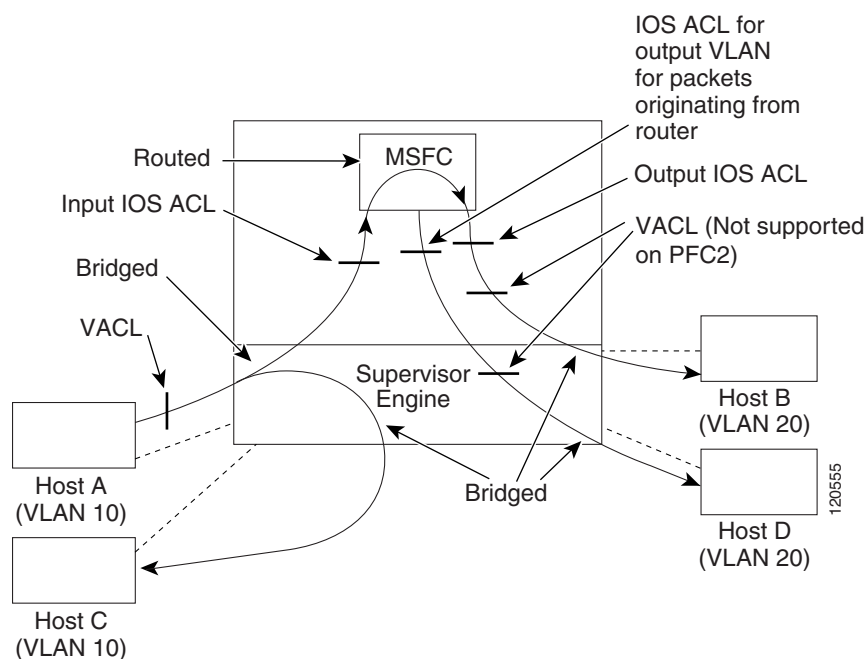 IOS ACL for
output VLAN
for packets
originating from
router
Routed
MSFC
Output IOS ACL
Input IOS ACL
VACL (Not supported
on PFC2)
Bridged
VACL
Supervisor
Engine
Host B
(VLAN 20)
Host A
(VLAN 10)
Bridged
Host D
(VLAN 20)
120555
Host C
(VLAN 10)